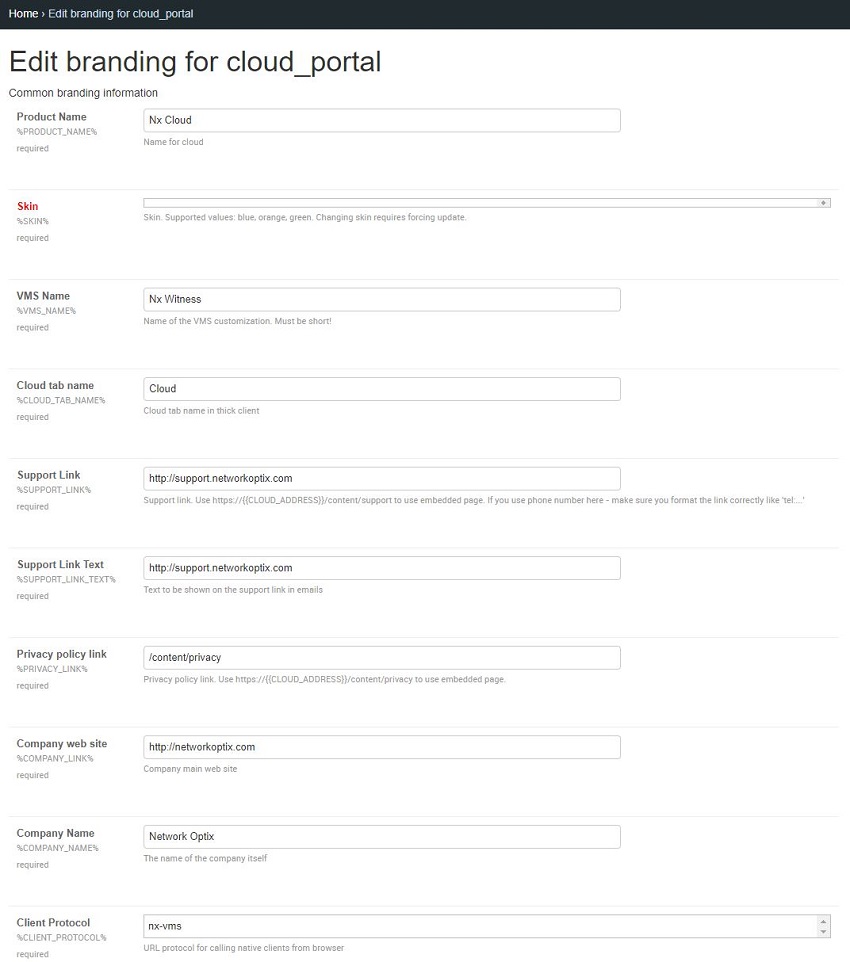 Home › Edit branding for cloud_portal
Edit branding for cloud_portal
Common branding information
Product Name
%PRODUCT_NAME%
required
Nx Cloud
Name for cloud
Skin
%SKIN%
required
Skin. Supported values: blue, orange, green. Changing skin requires forcing update.
VMS Name
%VMS_NAME%
required
Nx Witness
Name of the VMS customization. Must be short!
Cloud tab name
%CLOUD_TAB_NAME%
required
Cloud
Cloud tab name in thick client
Support Link
%SUPPORT_LINK%
required
http://support.networkoptix.com
Support link. Use https://{{CLOUD_ADDRESS}}/content/support to use embedded page. If you use phone number here - make sure you format the link correctly like 'tel:...'
Support Link Text
%SUPPORT_LINK_TEXT%
required
http://support.networkoptix.com
Text to be shown on the support link in emails
Privacy policy link
%PRIVACY_LINK%
required
/content/privacy
Privacy policy link. Use https://{{CLOUD_ADDRESS}}/content/privacy to use embedded page.
Company web site
%COMPANY_LINK%
required
http://networkoptix.com
Company main web site
Company Name
%COMPANY_NAME%
required
Network Optix
The name of the company itself
Client Protocol
%CLIENT_PROTOCOL%
required
nx-vms
URL protocol for calling native clients from browser